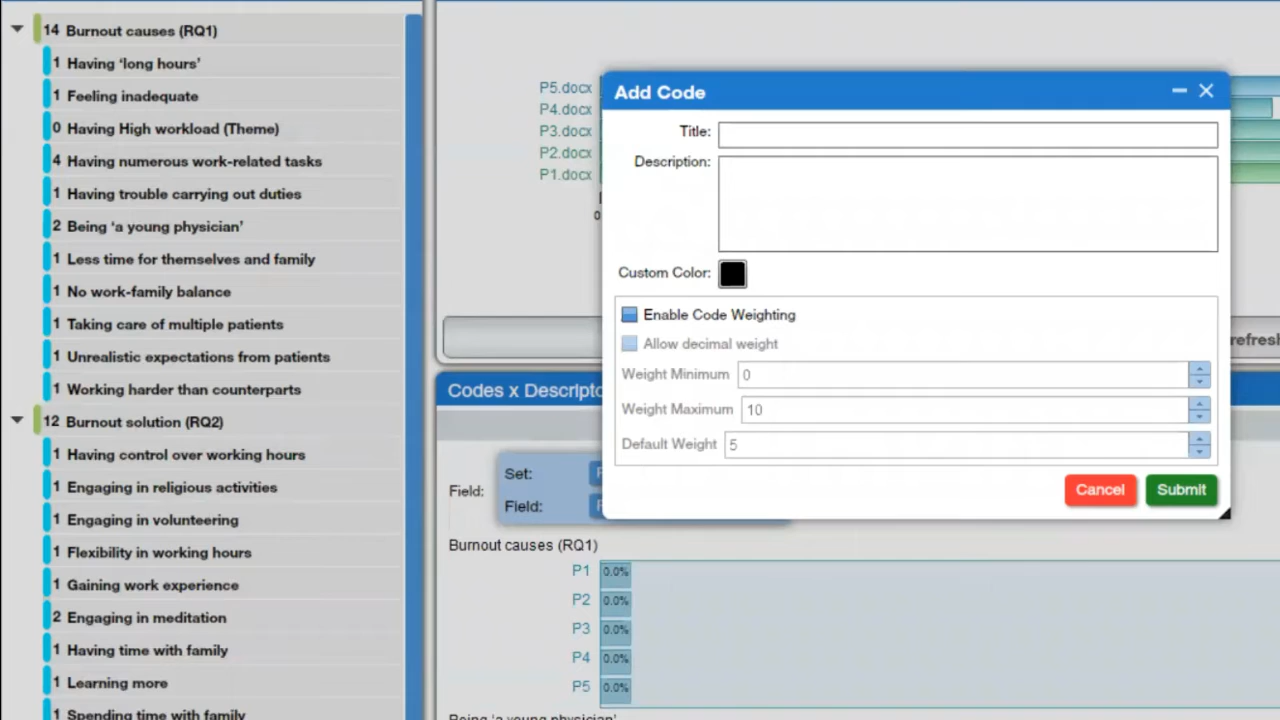 14 Burnout causes (RQ1)
1 Having ‘long hours’
1 Feeling inadequate
0 Having High workload (Theme)
4 Having numerous work-related tasks
1 Having trouble carrying out duties
2 Being ‘a young physician’
1 Less time for themselves and family
1 No work-family balance
1 Taking care of multiple patients
1 Unrealistic expectations from patients
1 Working harder than counterparts
12 Burnout solution (RQ2)
1 Having control over working hours
1 Engaging in religious activities
1 Engaging in volunteering
1 Flexibility in working hours
1 Gaining work experience
2 Engaging in meditation
1 Having time with family
1 Learning more
1 Spending time with family
P5.docx
P4.docx
P3.docx
P2.docx
P1.docx
0
Add Code
Title:
Description:
Custom Color:
Enable Code Weighting
Allow decimal weight
Weight Minimum 0
Weight Maximum 10
Default Weight 5
Cancel Submit
refresh
Codes x Descripto
Field:
Set:
Field:
Burnout causes (RQ1)
P1 0.0%
P2 0.0%
P3 0.0%
P4 0.0%
P5 0.0%
Being ‘a young physician’